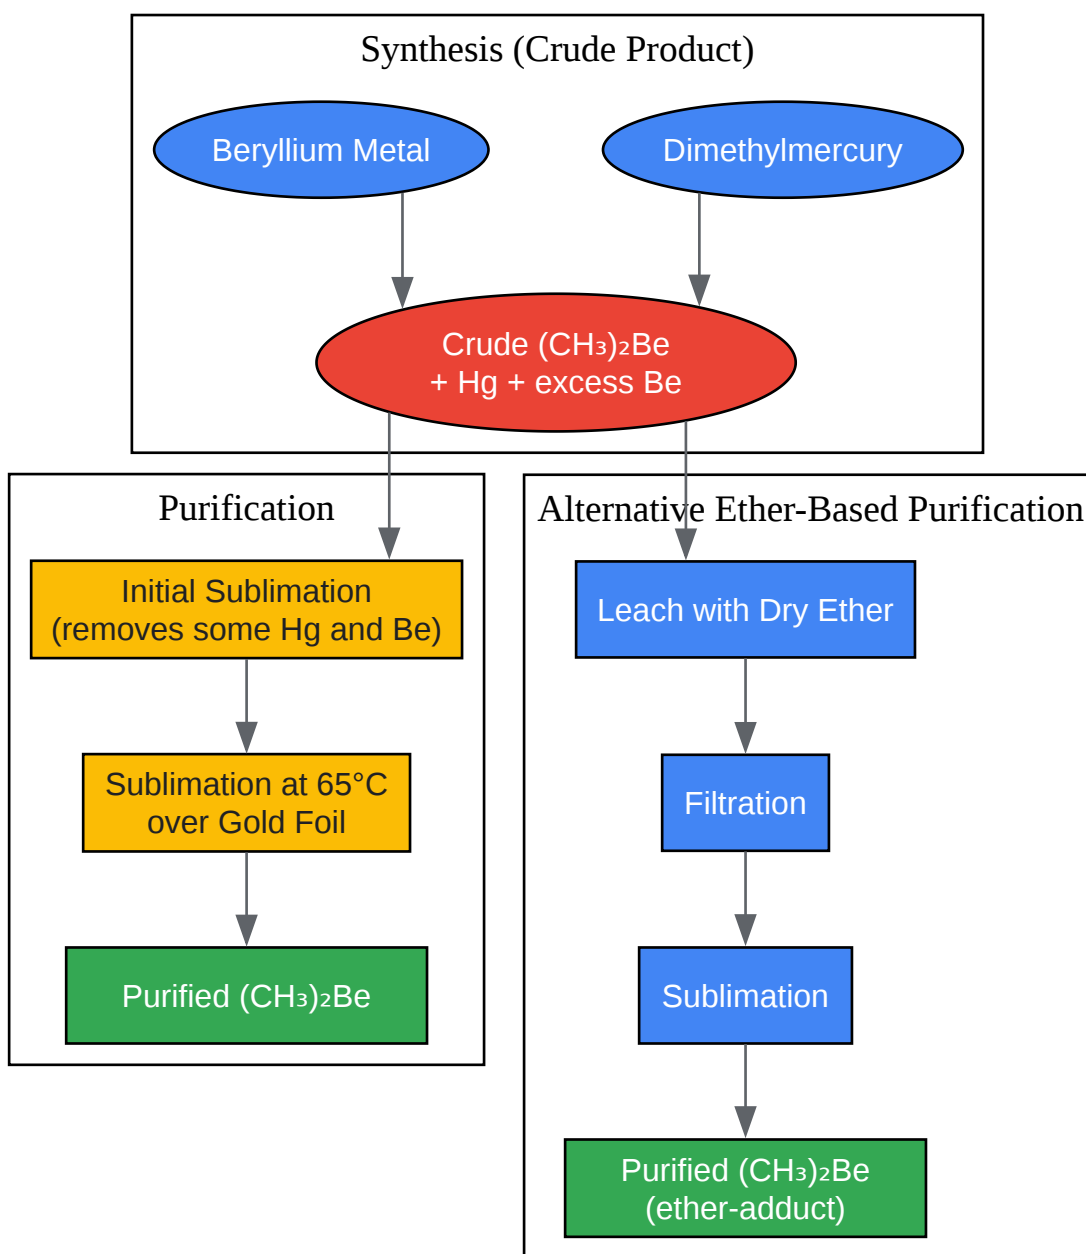 Synthesis (Crude Product)
Beryllium Metal
Dimethylmercury
Crude (CH₃)₂Be
+ Hg + excess Be
Purification
Initial Sublimation
(removes some Hg and Be)
Sublimation at 65°C
over Gold Foil
Purified (CH₃)₂Be
Alternative Ether-Based Purification
Leach with Dry Ether
Filtration
Sublimation
Purified (CH₃)₂Be
(ether-adduct)